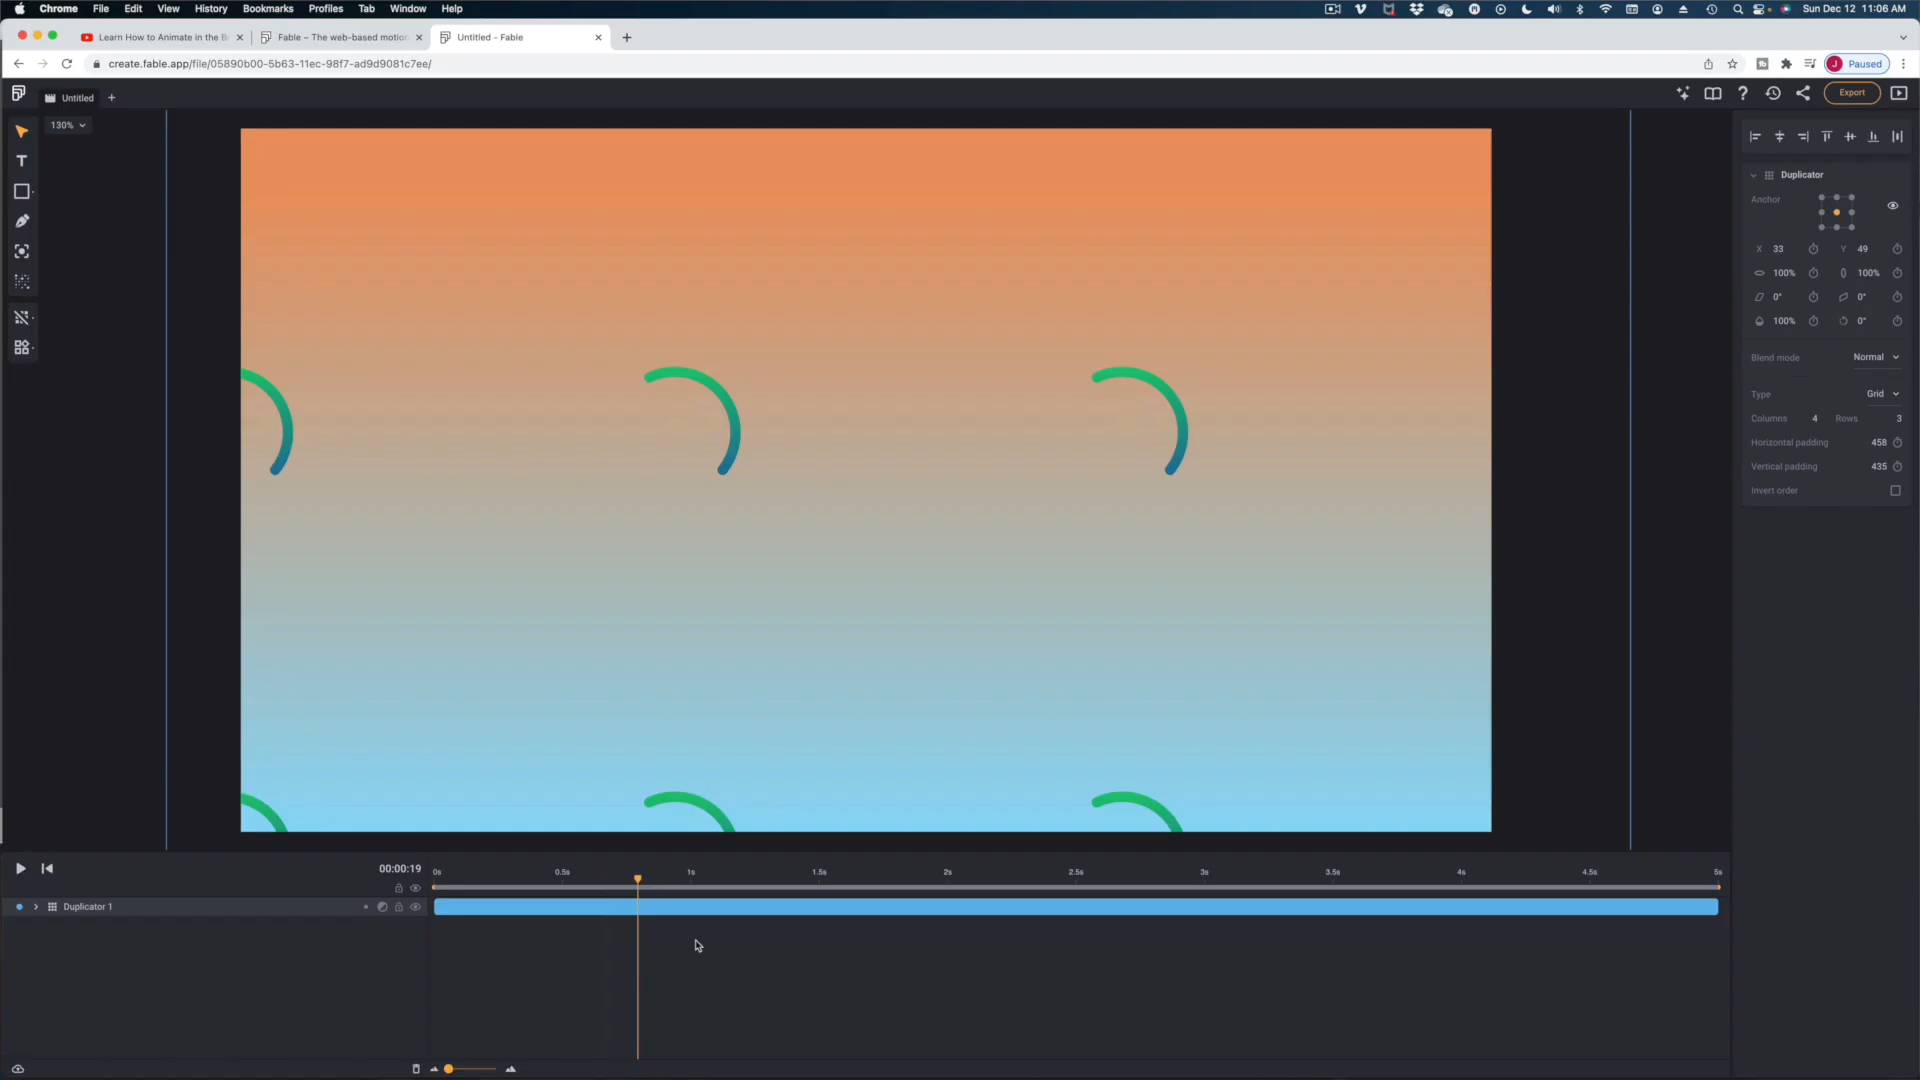 Chrome File Edit View History Bookmarks Profiles Tab Window Help Sun Dec 12 11:06 AM
Learn How to Animate in the B Fable – The web-based motion Untitled - Fable
create.fable.app/file/05890b00-5b63-11ec-98f7-ad9d9081c7ee/ J Paused
Untitled Export
130%
T
Duplicator
Anchor
X 33 Y 49
100% 100%
0° 0°
100% 0°
Blend mode Normal
Type Grid
Columns 4 Rows 3
Horizontal padding 458
Vertical padding 435
Invert order
00:00:19 0s 0.5s 1s 1.5s 2s 2.5s 3s 3.5s 4s 4.5s 5s
Duplicator 1